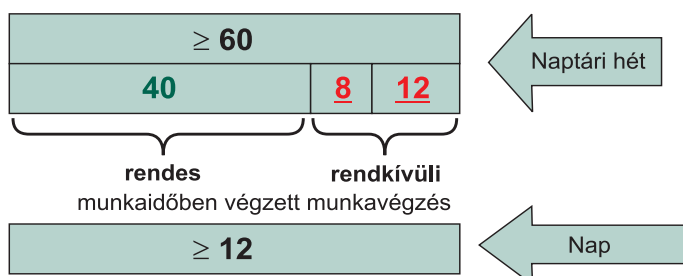 ≥ 60
Naptári hét
40 8 12
rendes rendkívüli
munkaidőben végzett munkavégzés
≥ 12
Nap